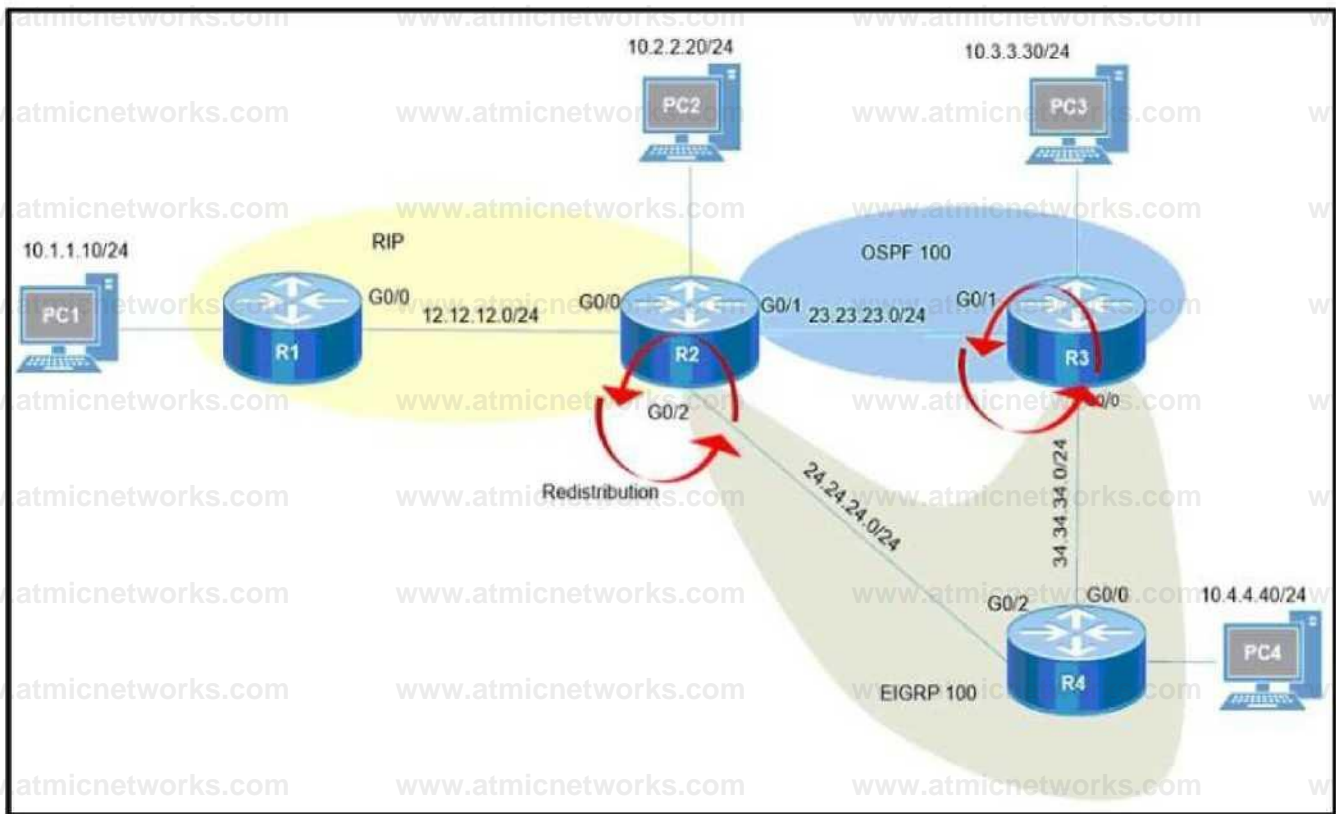 www.atmicnetworks.com
10.2.2.20/24
10.3.3.30/24
PC2
PC3
10.1.1.10/24
RIP
OSPF 100
PC1
G0/0
12.12.12.0/24
G0/0
G0/1
23.23.23.0/24
G0/1
R1
R2
R3
G0/2
24.24.24.0/24
34.34.34.0/24
Redistribution
G0/2
G0/0
10.4.4.40/24
R4
PC4
EIGRP 100